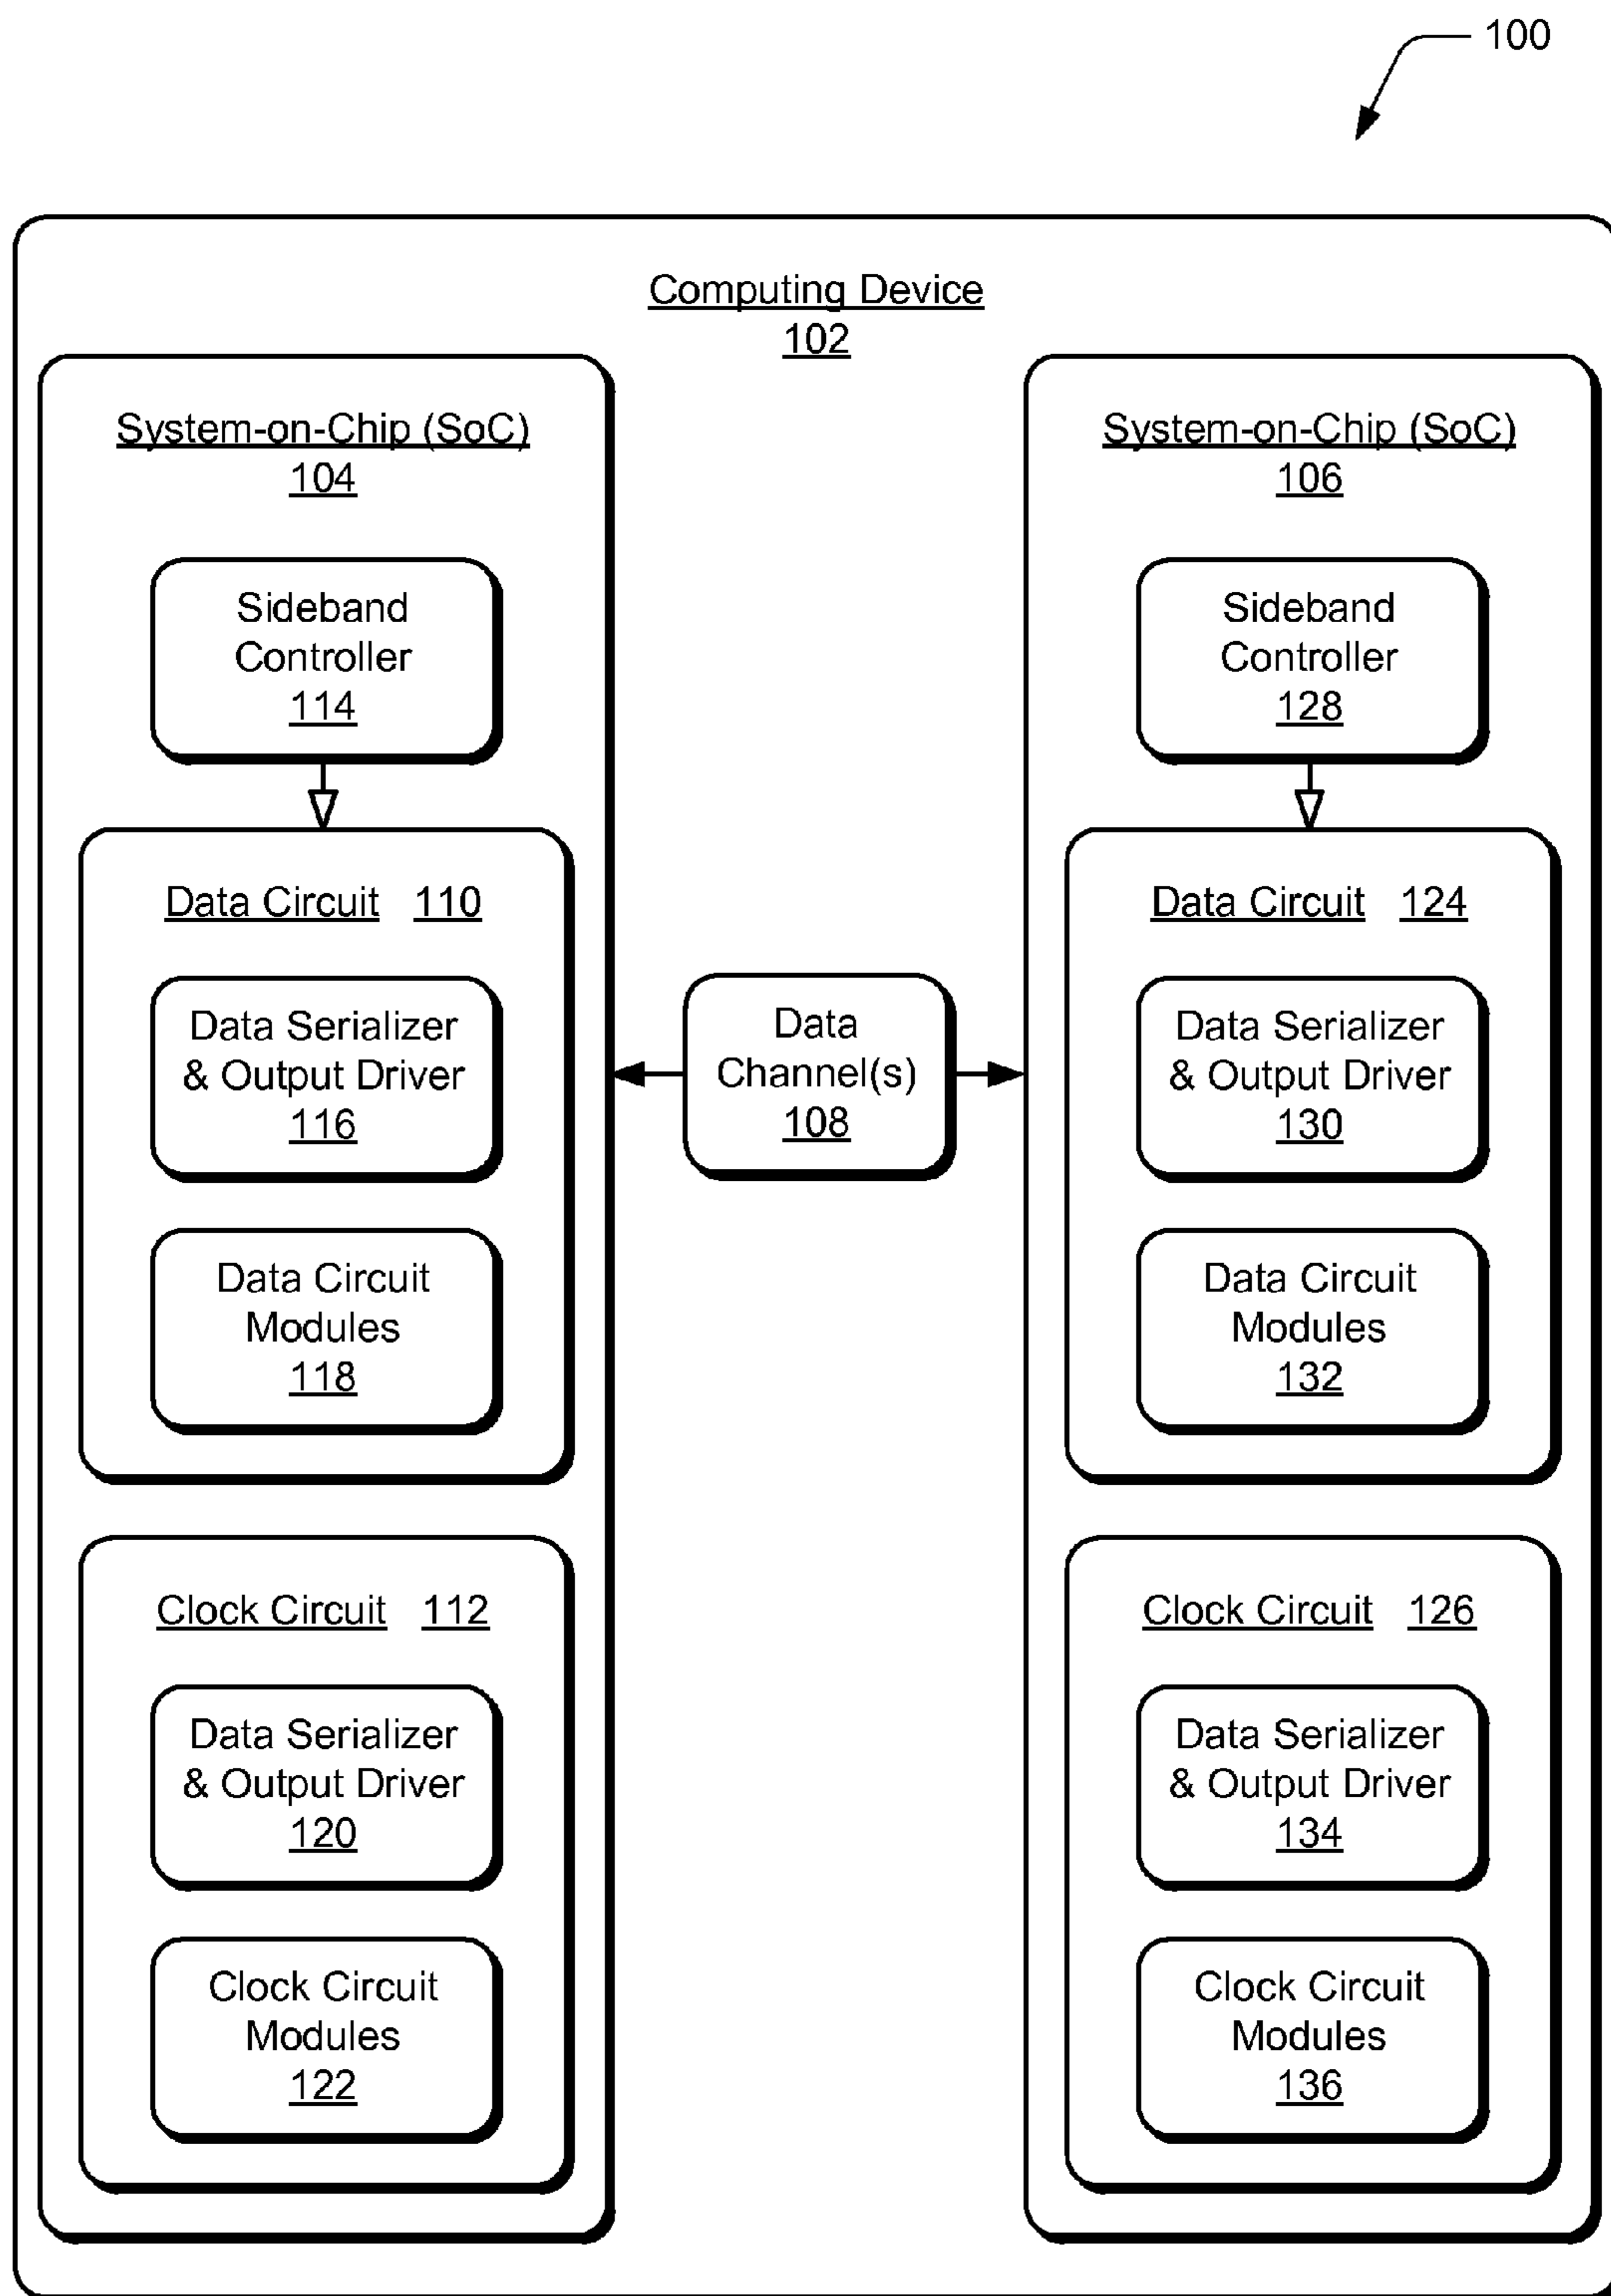 100
Computing Device
102
System-on-Chip (SoC)
104
Sideband
Controller
114
Data Circuit 110
Data Serializer
& Output Driver
116
Data Circuit
Modules
118
Clock Circuit 112
Data Serializer
& Output Driver
120
Clock Circuit
Modules
122
Data
Channel(s)
108
System-on-Chip (SoC)
106
Sideband
Controller
128
Data Circuit 124
Data Serializer
& Output Driver
130
Data Circuit
Modules
132
Clock Circuit 126
Data Serializer
& Output Driver
134
Clock Circuit
Modules
136